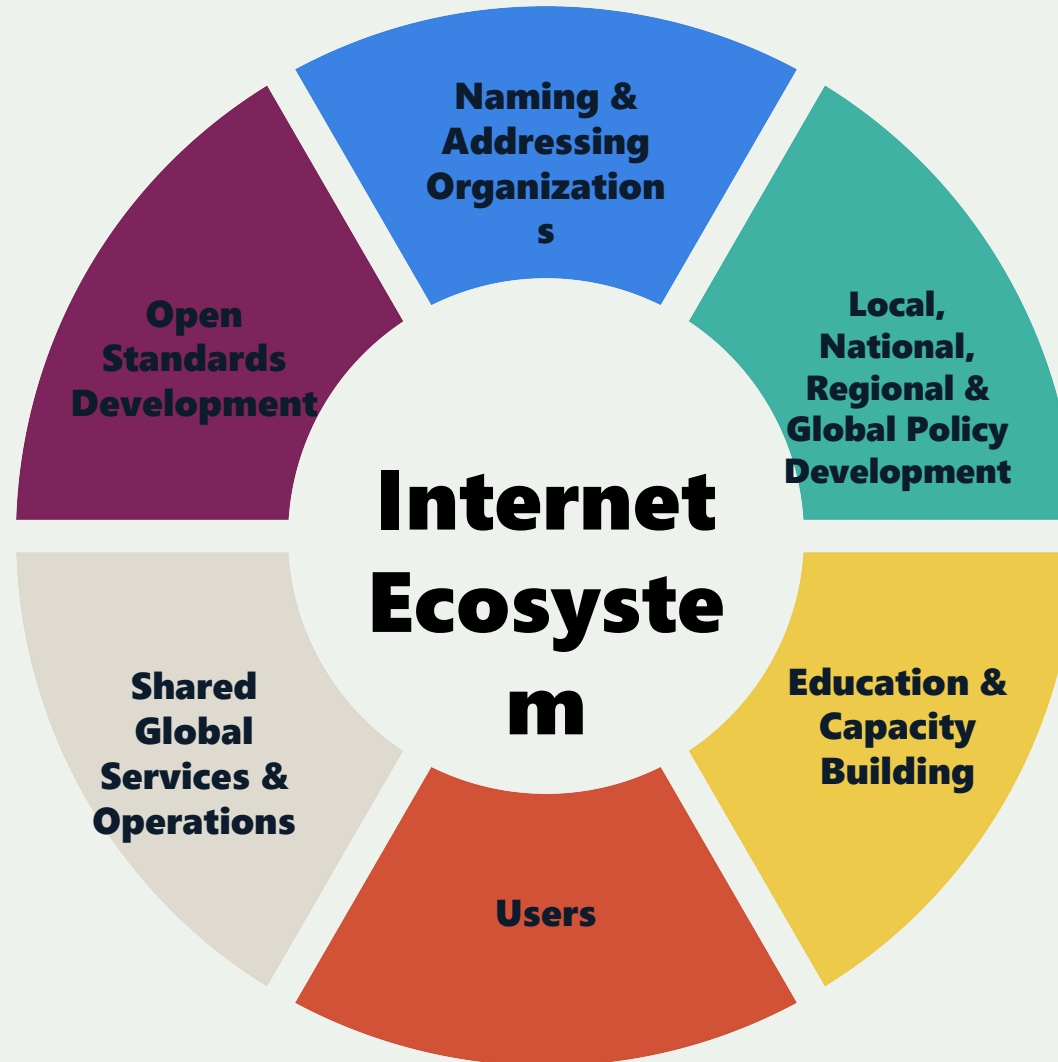 Naming &
Addressing
Organization
s
Local,
National,
Regional &
Global Policy
Development
Open
Standards
Development
Internet
Ecosyste
m
Education &
Capacity
Building
Shared
Global
Services &
Operations
Users